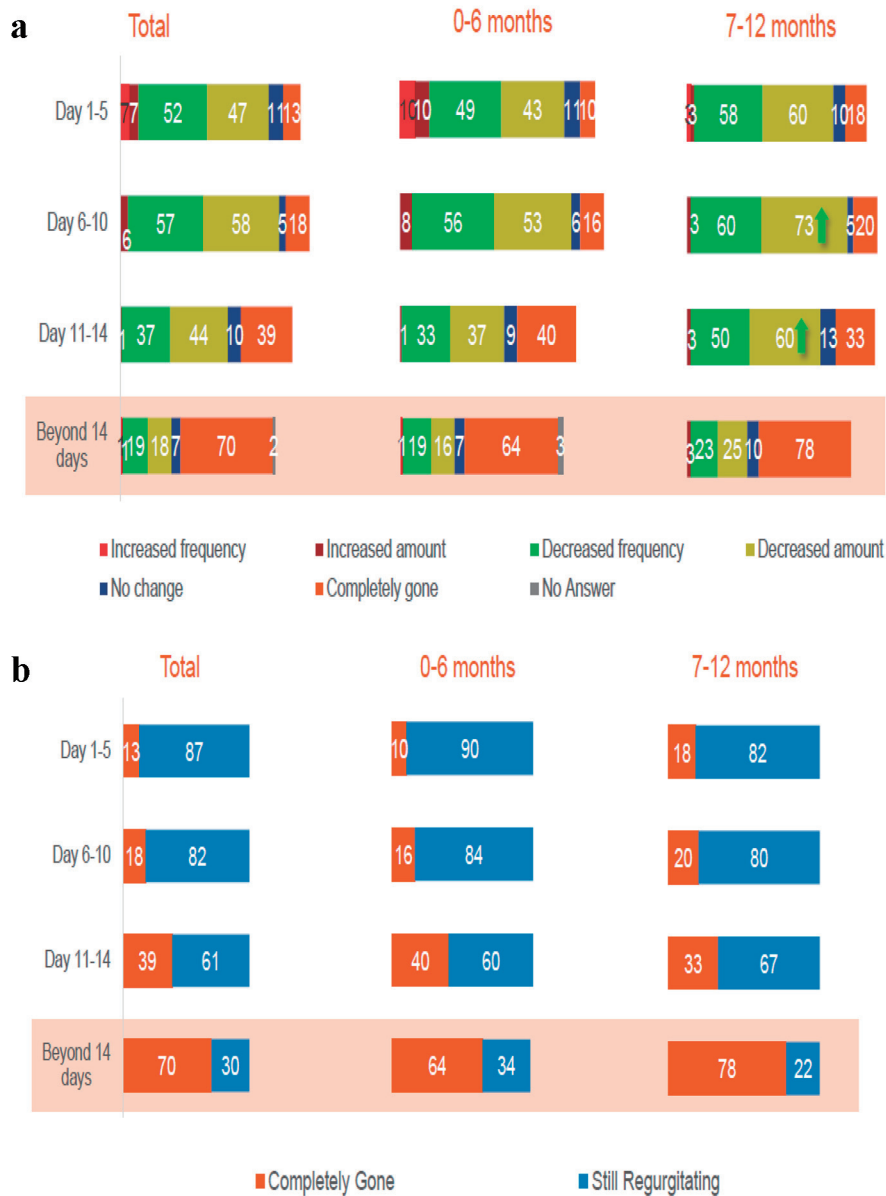 a
Total 0-6 months 7-12 months
Day 1-5 7 7 52 47 11 13 10 10 49 43 11 10 3 3 58 60 10 18
Day 6-10 6 57 58 5 18 8 56 53 6 16 3 60 73 5 20
Day 11-14 1 37 44 10 39 1 33 37 9 40 3 50 60 13 33
Beyond 14
days 1 1 19 18 7 70 2 1 19 16 7 64 3 3 23 25 10 78
Increased frequency Increased amount Decreased frequency Decreased amount
No change Completely gone No Answer
b
Total 0-6 months 7-12 months
Day 1-5 13 87 10 90 18 82
Day 6-10 18 82 16 84 20 80
Day 11-14 39 61 40 60 33 67
Beyond 14
days 70 30 64 34 78 22
Completely Gone Still Regurgitating